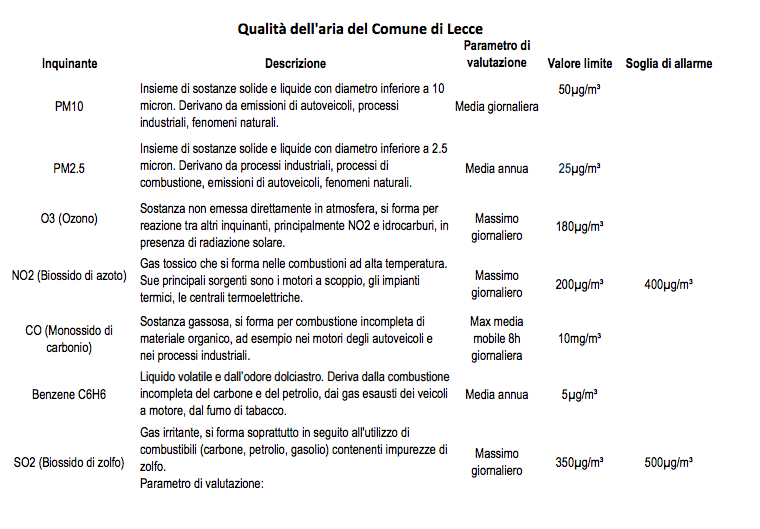 Qualità dell'aria del Comune di Lecce
Inquinante Descrizione Parametro di valutazione Valore limite Soglia di allarme
PM10
Insieme di sostanze solide e liquide con diametro inferiore a 10
micron. Derivano da emissioni di autoveicoli, processi
industriali, fenomeni naturali.
Media giornaliera
50µg/m³
PM2.5
Insieme di sostanze solide e liquide con diametro inferiore a 2.5
micron. Derivano da processi industriali, processi di
combustione, emissioni di autoveicoli, fenomeni naturali.
Media annua
25µg/m³
O3 (Ozono)
Sostanza non emessa direttamente in atmosfera, si forma per
reazione tra altri inquinanti, principalmente NO2 e idrocarburi, in
presenza di radiazione solare.
Massimo
giornaliero
180µg/m³
NO2 (Biossido di azoto)
Gas tossico che si forma nelle combustioni ad alta temperatura.
Sue principali sorgenti sono i motori a scoppio, gli impianti
termici, le centrali termoelettriche.
Massimo
giornaliero
200µg/m³
400µg/m³
CO (Monossido di
carbonio)
Sostanza gassosa, si forma per combustione incompleta di
materiale organico, ad esempio nei motori degli autoveicoli e
nei processi industriali.
Max media
mobile 8h
giornaliera
10mg/m³
Benzene C6H6
Liquido volatile e dall'odore dolciastro. Deriva dalla combustione
incompleta del carbone e del petrolio, dai gas esausti dei veicoli
a motore, dal fumo di tabacco.
Media annua
5µg/m³
SO2 (Biossido di zolfo)
Gas irritante, si forma soprattutto in seguito all'utilizzo di
combustibili (carbone, petrolio, gasolio) contenenti impurezze di
zolfo.
Parametro di valutazione:
Massimo
giornaliero
350µg/m³
500µg/m³